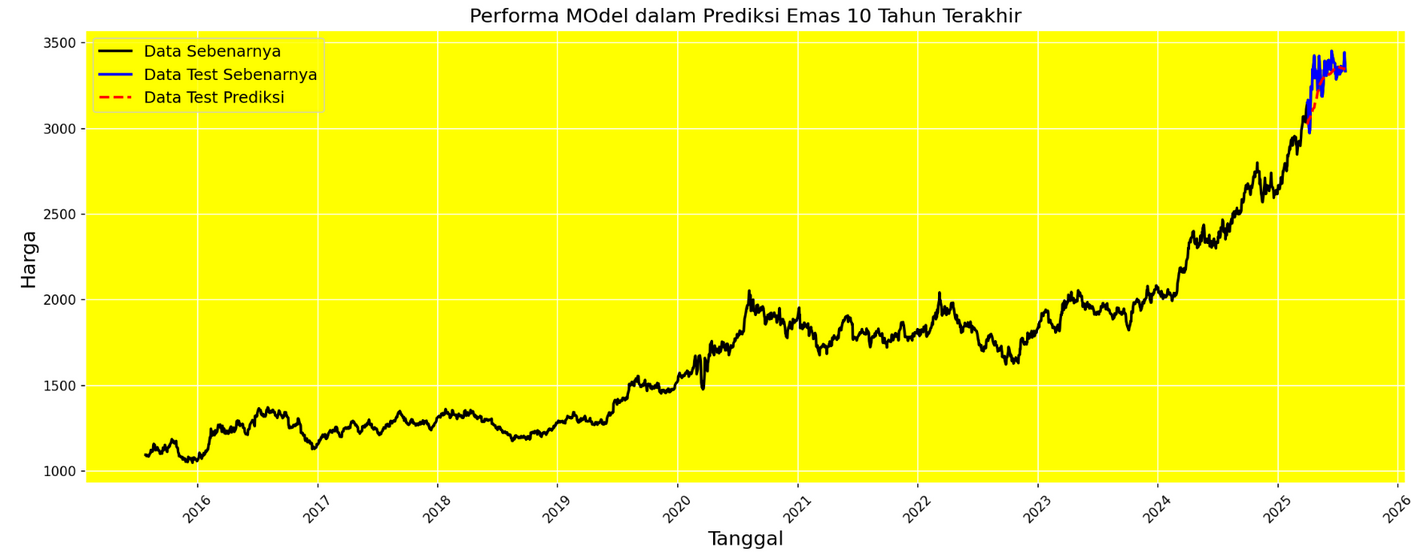 Performa MOdel dalam Prediksi Emas 10 Tahun Terakhir
Data Sebenarnya
Data Test Sebenarnya
Data Test Prediksi
3500
3000
2500
2000
1500
1000
Harga
2016
2017
2018
2019
2020
2021
2022
2023
2024
2025
2026
Tanggal